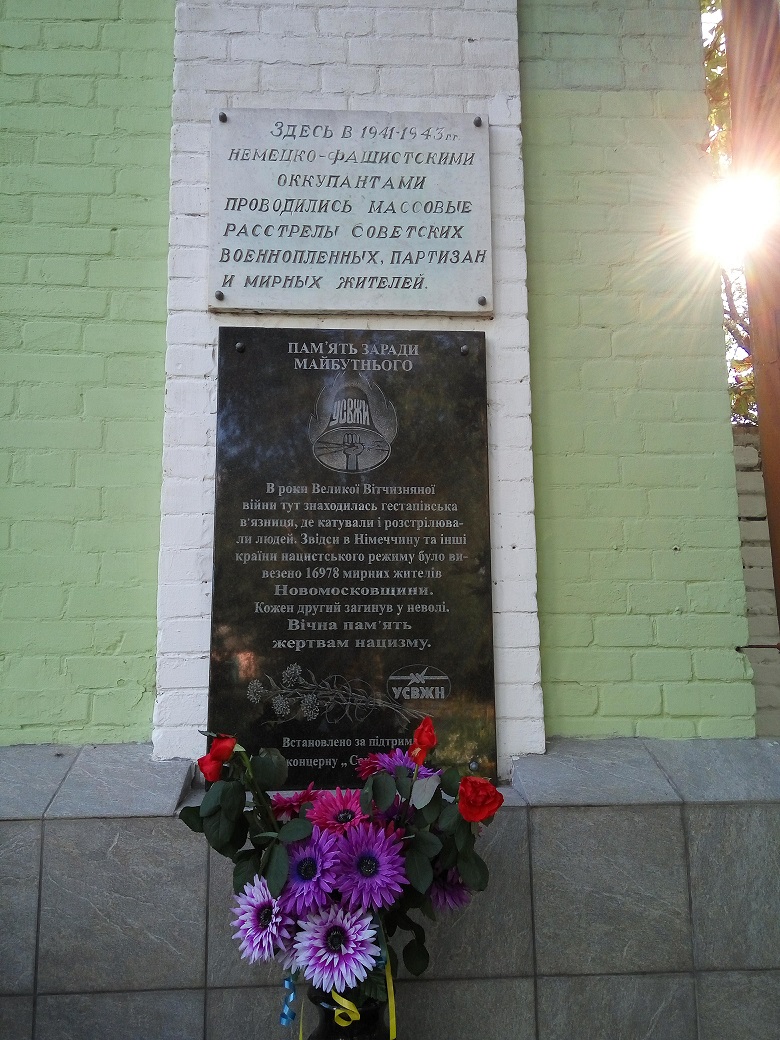 ЗДЕСЬ В 1941-1943гг
НЕМЕЦКО-ФАШИСТСКИМИ
ОККУПАНТАМИ
ПРОВОДИЛИСЬ МАССОВЫЕ
РАССТРЕЛЫ СОВЕТСКИХ
ВОЕННОПЛЕННЫХ, ПАРТИЗАН
И МИРНЫХ ЖИТЕЛЕЙ.
ПАМ'ЯТЬ ЗАРАДИ
МАЙБУТНЬОГО
УСВЖН
В роки Великої Вітчизняної
війни тут знаходилась гестапівська
в'язниця, де катували і розстрілюва-
ли людей. Звідси в Німеччину та інші
країни нацистського режиму було ви-
везено 16978 мирних жителів
Новомосковщини.
Кожен другий загинув у неволі.
Вічна пам'ять
жертвам нацизму.
УСВЖН
Встановлено за
концерну